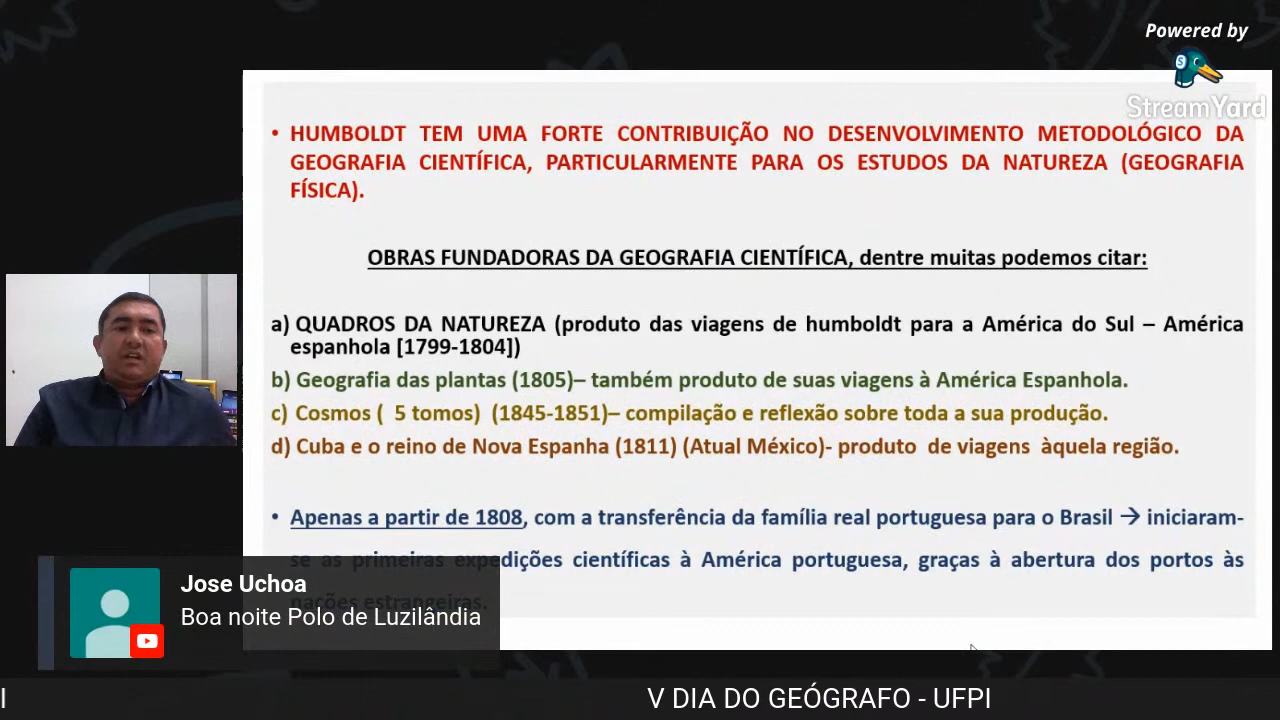 Powered by
StreamYard
• HUMBOLDT TEM UMA FORTE CONTRIBUIÇÃO NO DESENVOLVIMENTO METODOLÓGICO DA
GEOGRAFIA CIENTÍFICA, PARTICULARMENTE PARA OS ESTUDOS DA NATUREZA (GEOGRAFIA
FÍSICA).
OBRAS FUNDADORAS DA GEOGRAFIA CIENTÍFICA, dentre muitas podemos citar:
a) QUADROS DA NATUREZA (produto das viagens de humboldt para a América do Sul – América
espanhola [1799-1804])
b) Geografia das plantas (1805)– também produto de suas viagens à América Espanhola.
c) Cosmos ( 5 tomos) (1845-1851)– compilação e reflexão sobre toda a sua produção.
d) Cuba e o reino de Nova Espanha (1811) (Atual México)- produto de viagens àquela região.
• Apenas a partir de 1808, com a transferência da família real portuguesa para o Brasil → iniciaram-
se as primeiras expedições científicas à América portuguesa, graças à abertura dos portos às
nações estrangeiras.
Jose Uchoa
Boa noite Polo de Luzilândia
I
V DIA DO GEÓGRAFO - UFPI